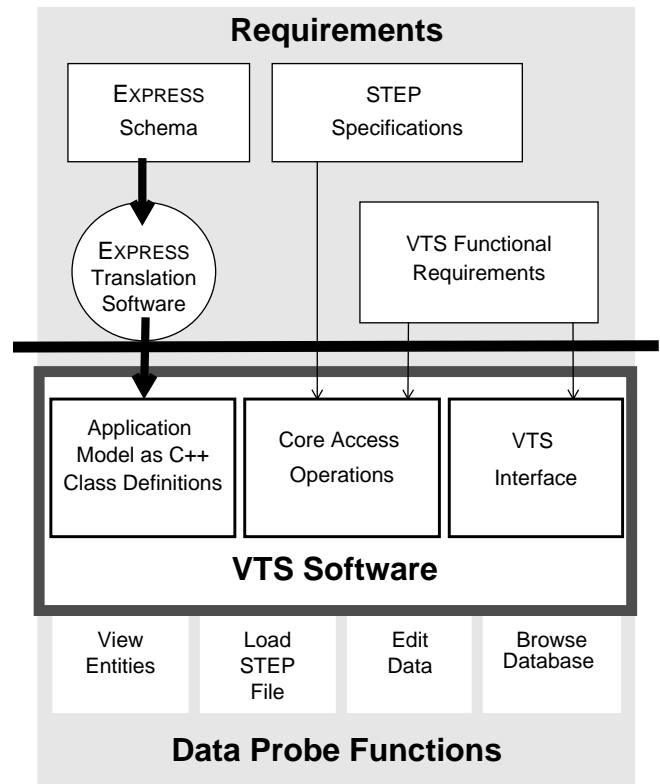 Requirements
EXPRESS
Schema
STEP
Specifications
EXPRESS
Translation
Software
VTS Functional
Requirements
Application
Model as C++
Class Definitions
Core Access
Operations
VTS
Interface
VTS Software
View
Entities
Load
STEP
File
Edit
Data
Browse
Database
Data Probe Functions